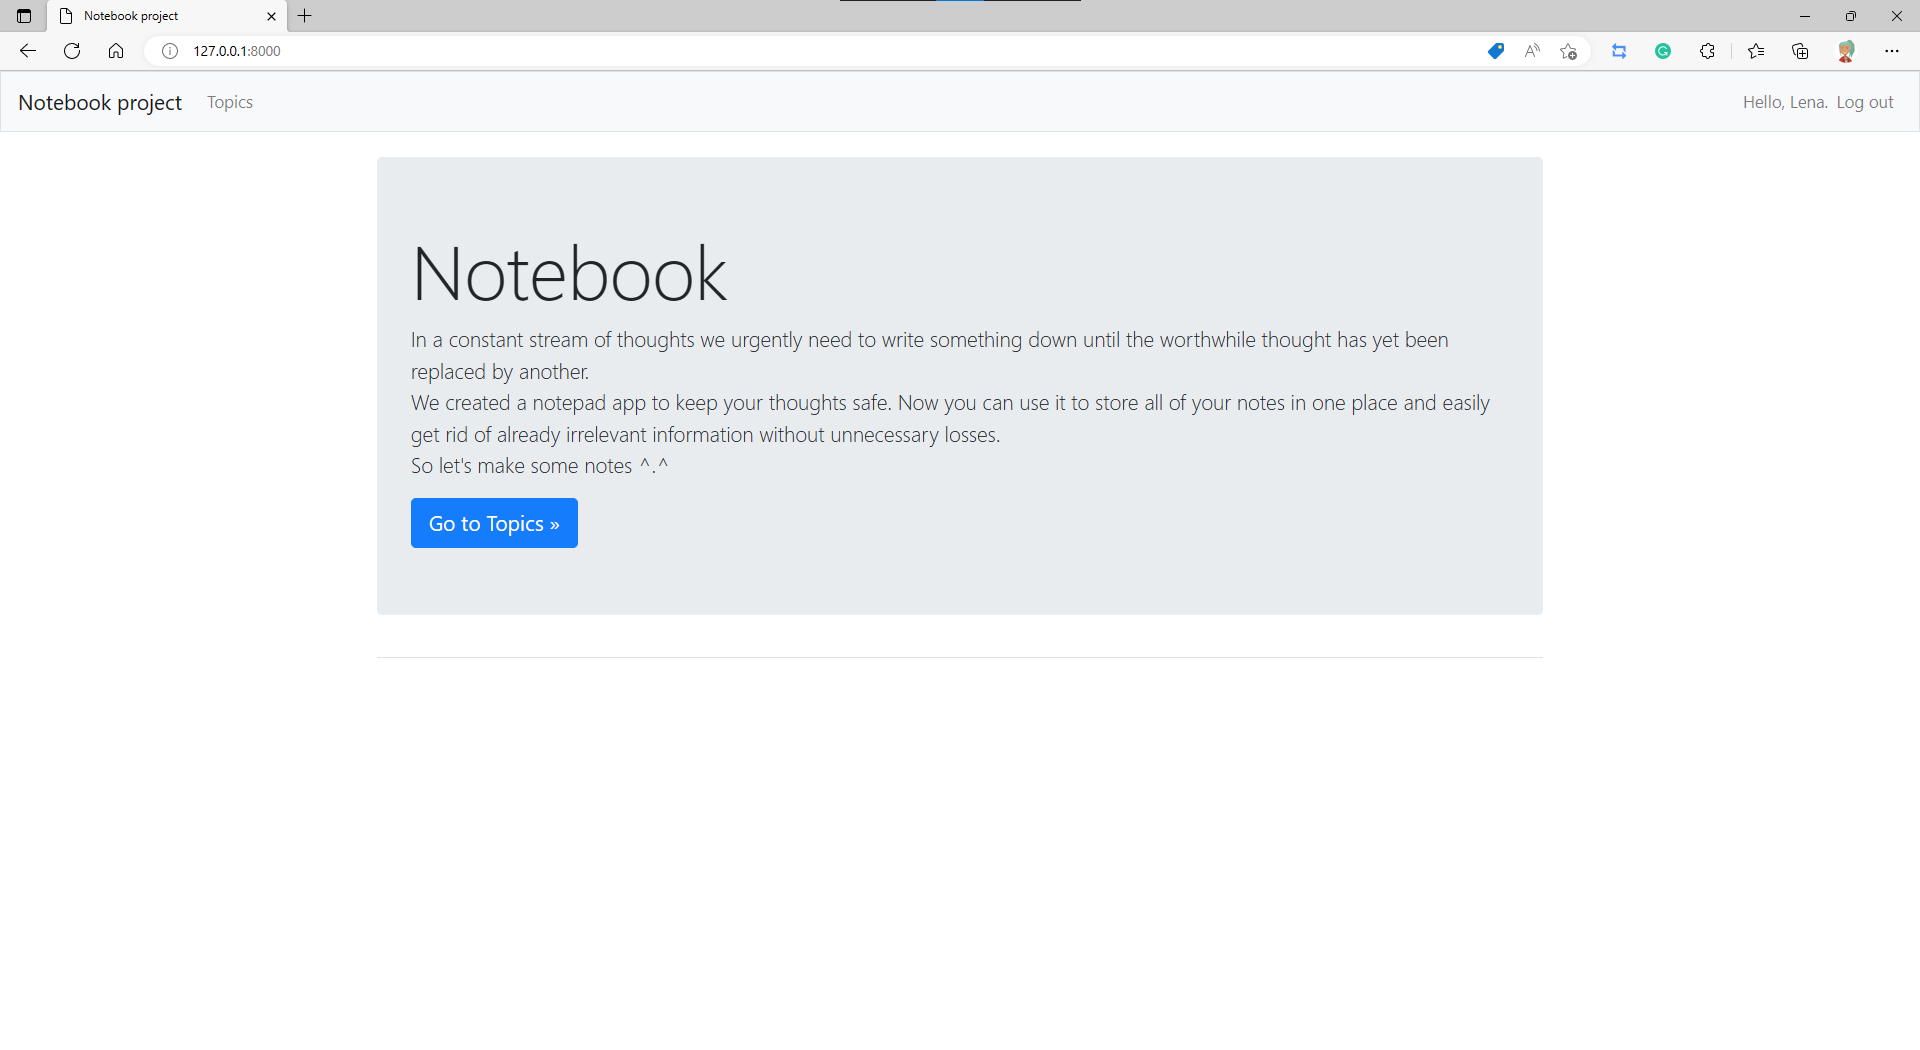 Notebook project
127.0.0.1:8000
Notebook project Topics Hello, Lena. Log out
Notebook
In a constant stream of thoughts we urgently need to write something down until the worthwhile thought has yet been
replaced by another.
We created a notepad app to keep your thoughts safe. Now you can use it to store all of your notes in one place and easily
get rid of already irrelevant information without unnecessary losses.
So let's make some notes ^.^
Go to Topics »